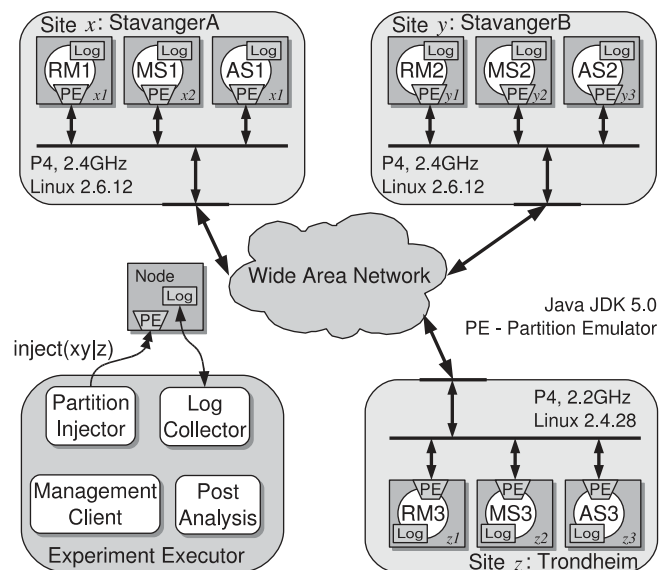 Site x: StavangerA
Log Log Log
RM1 MS1 AS1
PE x1 PE x2 PE x1
P4, 2.4GHz
Linux 2.6.12
Site y: StavangerB
Log Log Log
RM2 MS2 AS2
PE y1 PE y2 PE y3
P4, 2.4GHz
Linux 2.6.12
Wide Area Network
Node
Log
PE
inject(xy|z)
Java JDK 5.0
PE - Partition Emulator
Partition
Injector
Log
Collector
Management
Client
Post
Analysis
Experiment Executor
P4, 2.2GHz
Linux 2.4.28
PE PE PE
RM3 MS3 AS3
Log z1 Log z2 Log z3
Site z: Trondheim